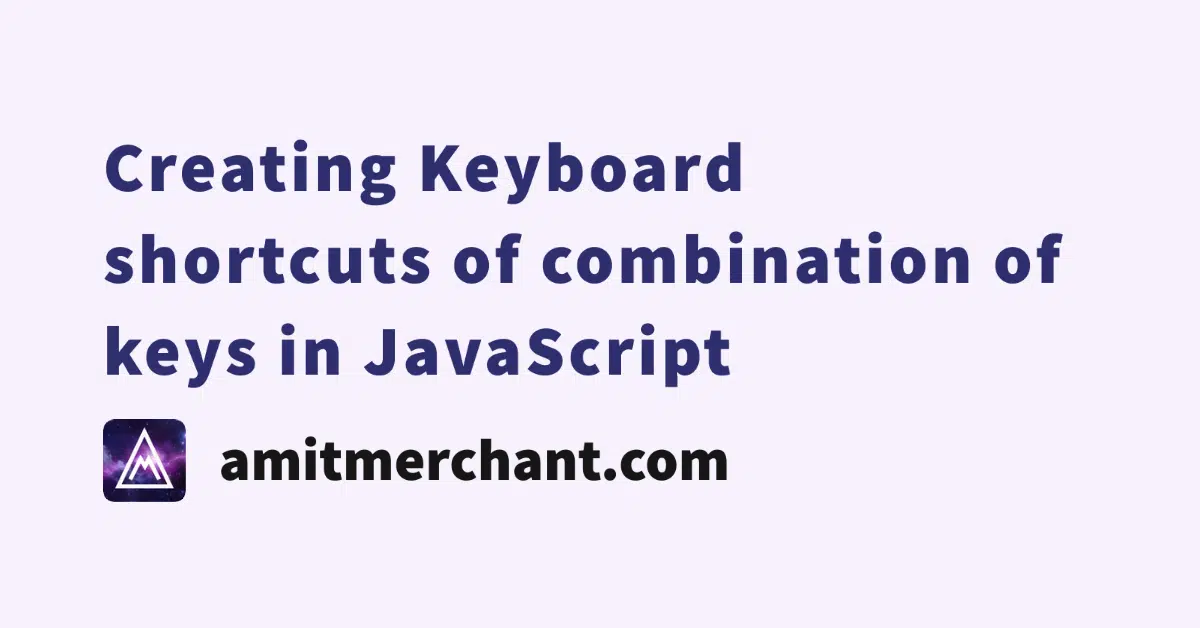 Creating Keyboard
shortcuts of combination of
keys in JavaScript
amitmerchant.com